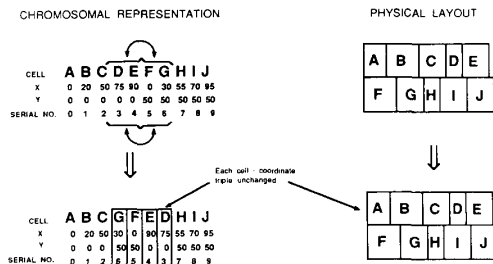 CHROMOSOMAL REPRESENTATION
PHYSICAL LAYOUT
CELL A B C D E F G H I J
X 0 20 50 75 90 0 30 55 70 95
Y 0 0 0 0 0 50 50 50 50 50
SERIAL NO. 0 1 2 3 4 5 6 7 8 9
A B C D E
F G H I J
Each cell - coordinate
triple unchanged
CELL A B C G F E D H I J
X 0 20 50 30 0 90 75 55 70 95
Y 0 0 0 50 50 0 0 50 50 50
SERIAL NO. 0 1 2 6 5 4 3 7 8 9
A B C D E
F G H I J